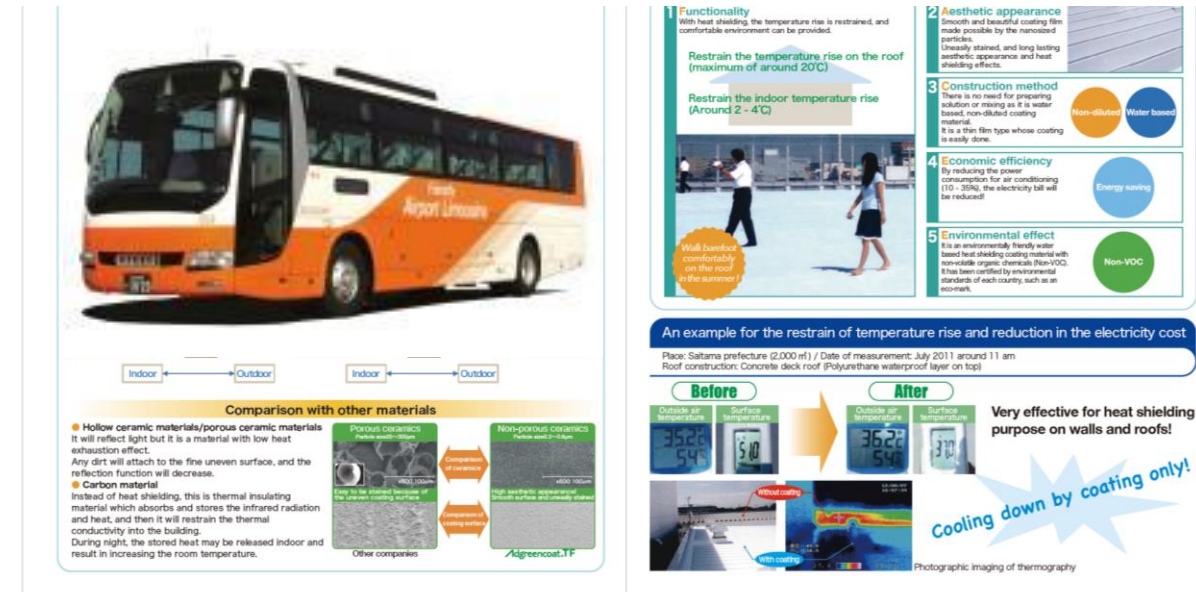 Friendly
Airport Limousine
Indoor
Outdoor
Indoor
Outdoor
Comparison with other materials
Hollow ceramic materials/porous ceramic materials
It will reflect light but it is a material with low heat
exhaustion effect.
Any dirt will attach to the fine uneven surface, and the
reflection function will decrease.
Carbon material
Instead of heat shielding, this is thermal insulating
material which absorbs and stores the infrared radiation
and heat, and then it will restrain the thermal
conductivity into the building.
During night, the stored heat may be released indoor and
result in increasing the room temperature.
Porous ceramics
×500 100μm
Easy to be stained because of
the uneven coating surface
Other companies
Comparison
of ceramics
Comparison of
coating surface
Non-porous ceramics
×500 100μm
High aesthetic appearance!
Smooth surface and uneasily stained
Adgreencoat.TF
1 Functionality
With heat shielding, the temperature rise is restrained, and
comfortable environment can be provided.
Restrain the temperature rise on the roof
(maximum of around 20℃)
Restrain the indoor temperature rise
(Around 2 - 4℃)
Walk barefoot
comfortably
on the roof
in the summer!
2 Aesthetic appearance
Smooth and beautiful coating film
made possible by the nanosized
particles.
Uneasily stained, and long lasting
aesthetic appearance and heat
shielding effects.
3 Construction method
There is no need for preparing
solution or mixing as it is water
based, non-diluted coating
material.
It is a thin film type whose coating
is easily done.
Non-diluted
Water based
4 Economic efficiency
By reducing the power
consumption for air conditioning
(10 - 35%), the electricity bill will
be reduced!
Energy saving
5 Environmental effect
It is an environmentally friendly water
based heat shielding coating material with
non-volatile organic chemicals (Non-VOC).
It has been certified by environmental
standards of each country, such as an
eco-mark.
Non-VOC
An example for the restrain of temperature rise and reduction in the electricity cost
Place: Saitama prefecture (2,000 ㎡) / Date of measurement: July 2011 around 11 am
Roof construction: Concrete deck roof (Polyurethane waterproof layer on top)
Before
Outside air
temperature
Surface
temperature
35.2
54
51.0
After
Outside air
temperature
Surface
temperature
36.2
54
37.0
Very effective for heat shielding
purpose on walls and roofs!
Cooling down by coating only!
Without coating
With coating
Photographic imaging of thermography